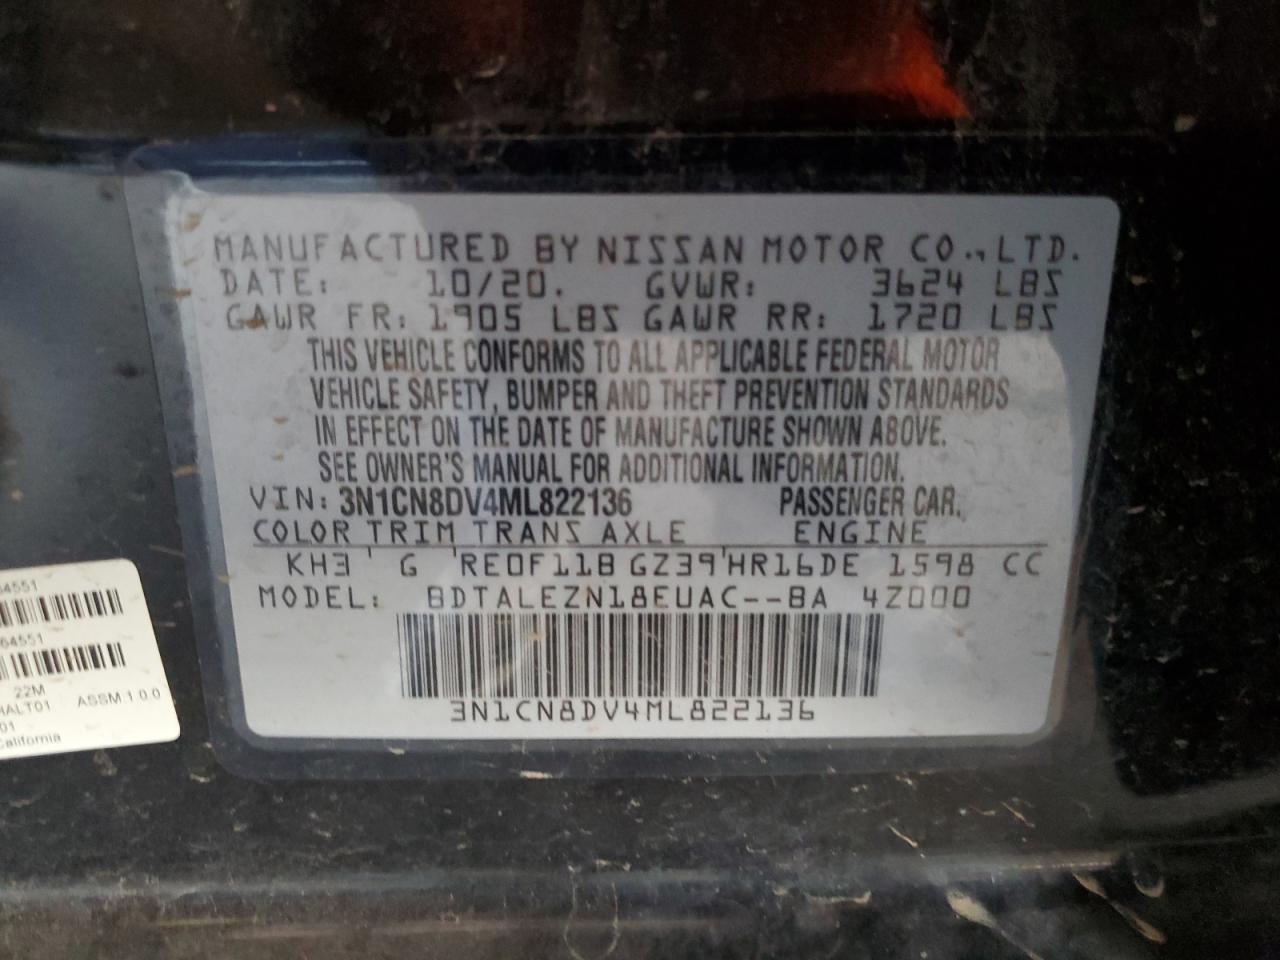 MANUFACTURED BY NISSAN MOTOR CO.,LTD.
DATE: 10/20. GVWR: 3624 LBS
GAWR FR: 1905 LBS GAWR RR: 1720 LBS
THIS VEHICLE CONFORMS TO ALL APPLICABLE FEDERAL MOTOR
VEHICLE SAFETY, BUMPER AND THEFT PREVENTION STANDARDS
IN EFFECT ON THE DATE OF MANUFACTURE SHOWN ABOVE.
SEE OWNER'S MANUAL FOR ADDITIONAL INFORMATION.
VIN: 3N1CN8DV4ML822136 PASSENGER CAR.
COLOR TRIM TRANS AXLE ENGINE
KH3 ' G 'RE0F11B GZ39'HR16DE 1598 CC
MODEL: BDTALEZN18EUAC--BA 4Z000
3N1CN8DV4ML822136
22M
ASSM:1.0.0
California